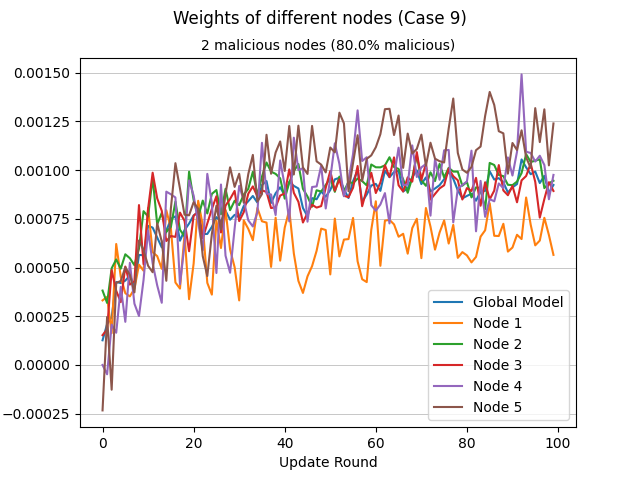 Weights of different nodes (Case 9)
2 malicious nodes (80.0% malicious)
0.00150
0.00125
0.00100
0.00075
0.00050
0.00025
0.00000
−0.00025
Global Model
Node 1
Node 2
Node 3
Node 4
Node 5
0 20 40 60 80 100
Update Round